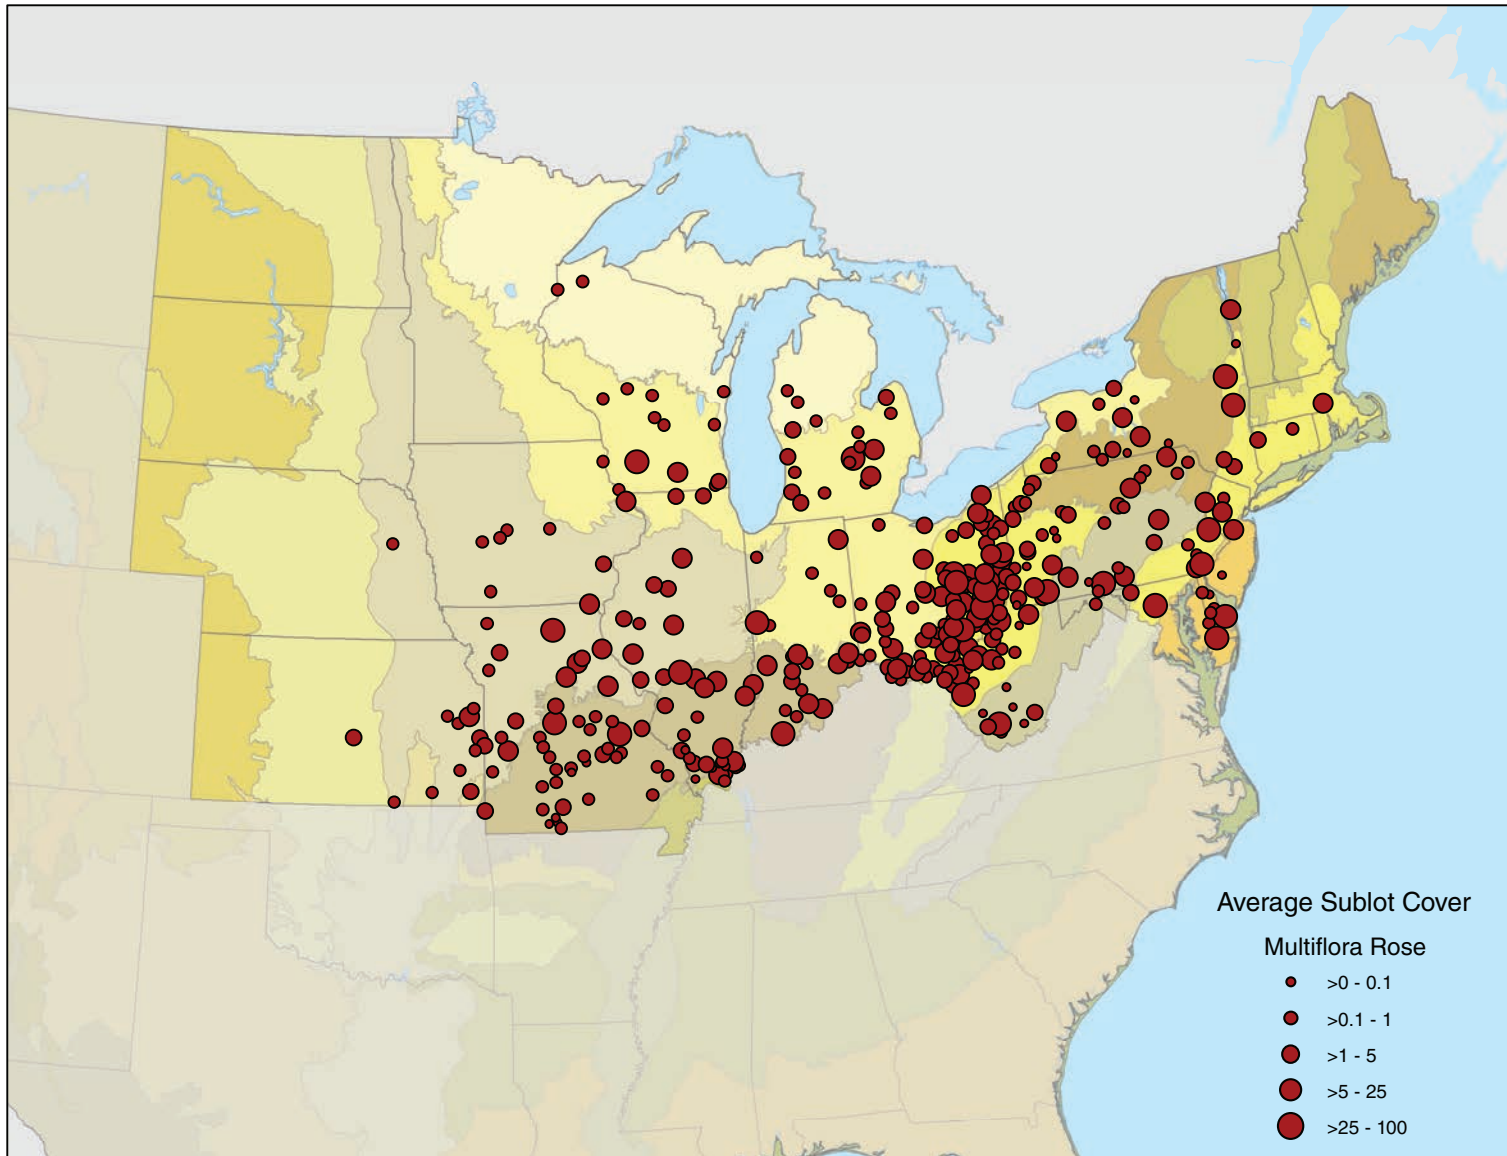 Average Sublot Cover
Multiflora Rose
>0 - 0.1
>0.1 - 1
>1 - 5
>5 - 25
>25 - 100